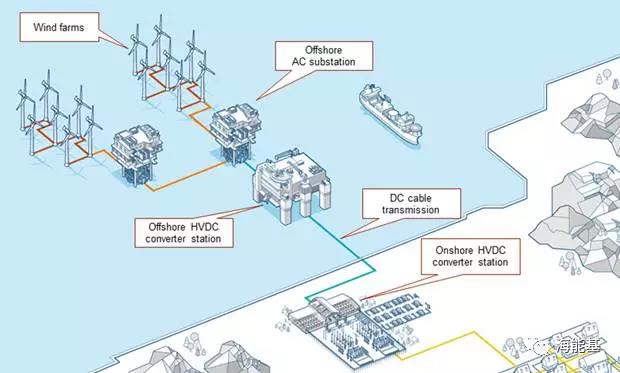 Wind farms
Offshore
AC substation
Offshore HVDC
converter station
DC cable
transmission
Onshore HVDC
converter station
海能基